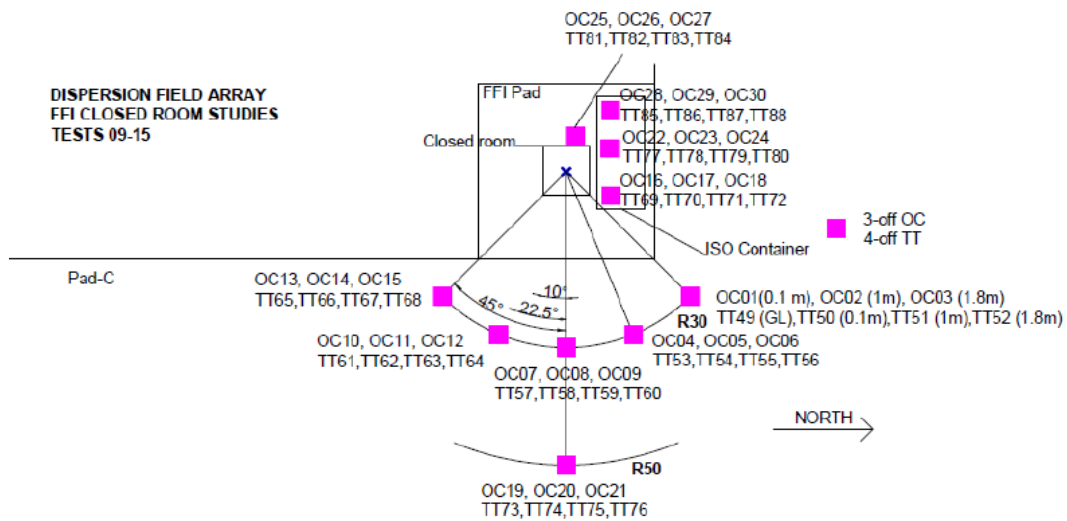 OC25, OC26, OC27
TT81,TT82,TT83,TT84
DISPERSION FIELD ARRAY
FFI CLOSED ROOM STUDIES
TESTS 09-15
FFI Pad
OC28, OC29, OC30
TT85,TT86,TT87,TT88
Closed room
OC22, OC23, OC24
TT77,TT78,TT79,TT80
OC16, OC17, OC18
TT69,TT70,TT71,TT72
3-off OC
4-off TT
ISO Container
Pad-C
OC13, OC14, OC15
TT65,TT66,TT67,TT68
10°
22.5°
45°
OC01(0.1 m), OC02 (1m), OC03 (1.8m)
TT49 (GL),TT50 (0.1m),TT51 (1m),TT52 (1.8m)
R30
OC10, OC11, OC12
TT61,TT62,TT63,TT64
OC04, OC05, OC06
TT53,TT54,TT55,TT56
OC07, OC08, OC09
TT57,TT58,TT59,TT60
NORTH
R50
OC19, OC20, OC21
TT73,TT74,TT75,TT76